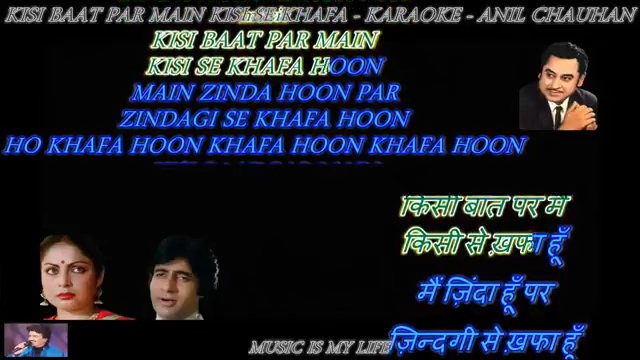 KISI BAAT PAR MAIN KISI SE KHAFA - KARAOKE - ANIL CHAUHAN
KISI BAAT PAR MAIN
KISI SE KHAFA HOON
MAIN ZINDA HOON PAR
ZINDAGI SE KHAFA HOON
HO KHAFA HOON KHAFA HOON KHAFA HOON
किसी बात पर मैं
किसी से ख़फा हूँ
मैं ज़िंदा हूँ पर
ज़िन्दगी से ख़फा हूँ
MUSIC IS MY LIFE